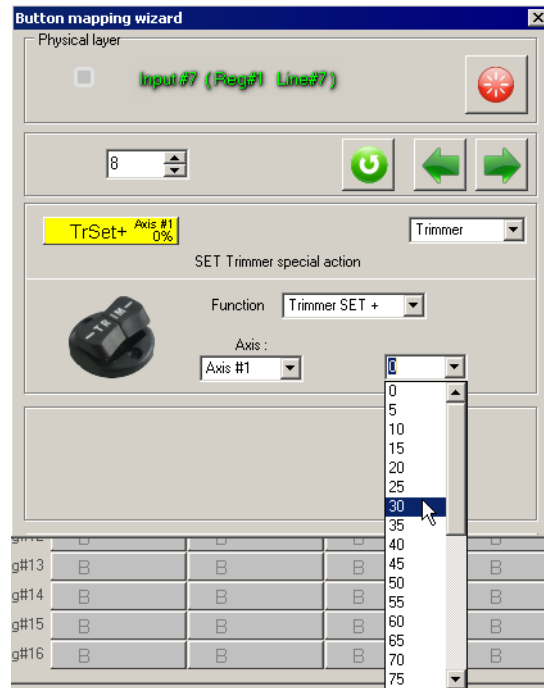 Button mapping wizard
Physical layer
Input#7 (Reg#1 Line#7)
8
TrSet+ Axis #1 0%
Trimmer
SET Trimmer special action
TRIM
Function Trimmer SET +
Axis :
Axis #1
0
0
5
10
15
20
25
30
35
40
45
50
55
60
65
70
75
B B B B
g#13 B B B B
g#14 B B B B
g#15 B B B B
g#16 B B B B